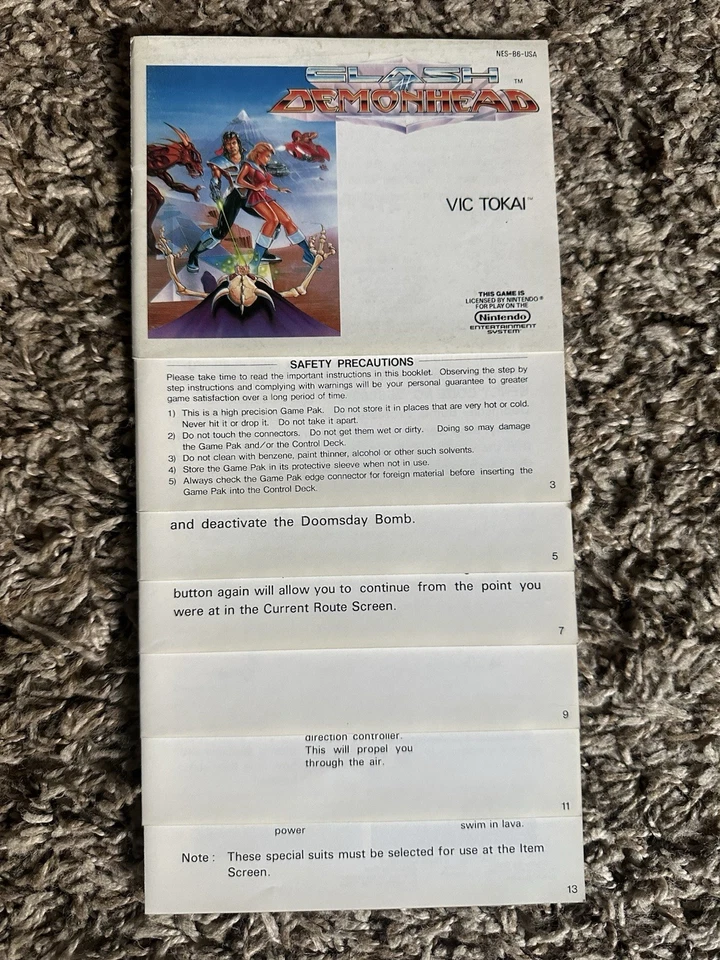 NES-B6-USA
CLASH
AT
DEMONHEAD ™
VIC TOKAI™
THIS GAME IS
LICENSED BY NINTENDO®
FOR PLAY ON THE
Nintendo
ENTERTAINMENT
SYSTEM
SAFETY PRECAUTIONS
Please take time to read the important instructions in this booklet. Observing the step by
step instructions and complying with warnings will be your personal guarantee to greater
game satisfaction over a long period of time.
1) This is a high precision Game Pak. Do not store it in places that are very hot or cold.
Never hit it or drop it. Do not take it apart.
2) Do not touch the connectors. Do not get them wet or dirty. Doing so may damage
the Game Pak and/or the Control Deck.
3) Do not clean with benzene, paint thinner, alcohol or other such solvents.
4) Store the Game Pak in its protective sleeve when not in use.
5) Always check the Game Pak edge connector for foreign material before inserting the
Game Pak into the Control Deck.
3
and deactivate the Doomsday Bomb.
5
button again will allow you to continue from the point you
were at in the Current Route Screen.
7
9
direction controller.
This will propel you
through the air.
11
power
swim in lava.
Note : These special suits must be selected for use at the Item
Screen.
13